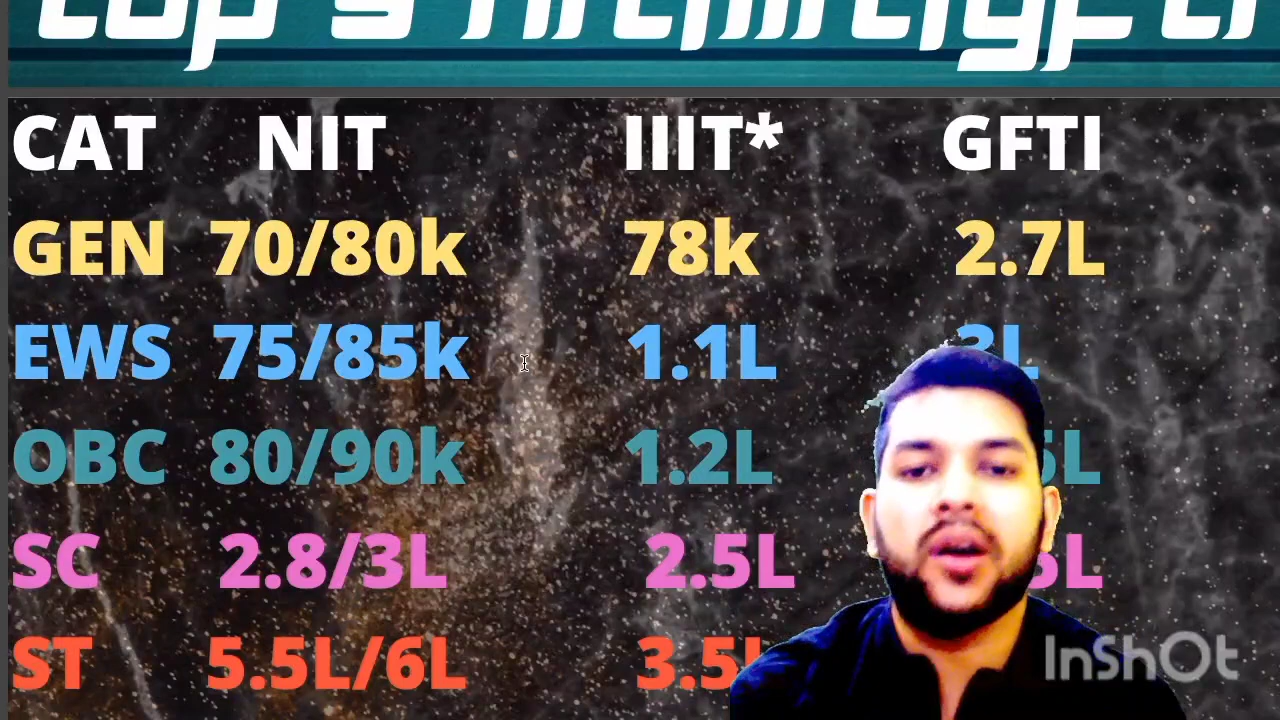 CAT NIT IIIT* GFTI
GEN 70/80k 78k 2.7L
EWS 75/85k 1.1L 3L
OBC 80/90k 1.2L
SC 2.8/3L 2.5L
ST 5.5L/6L
InShOt